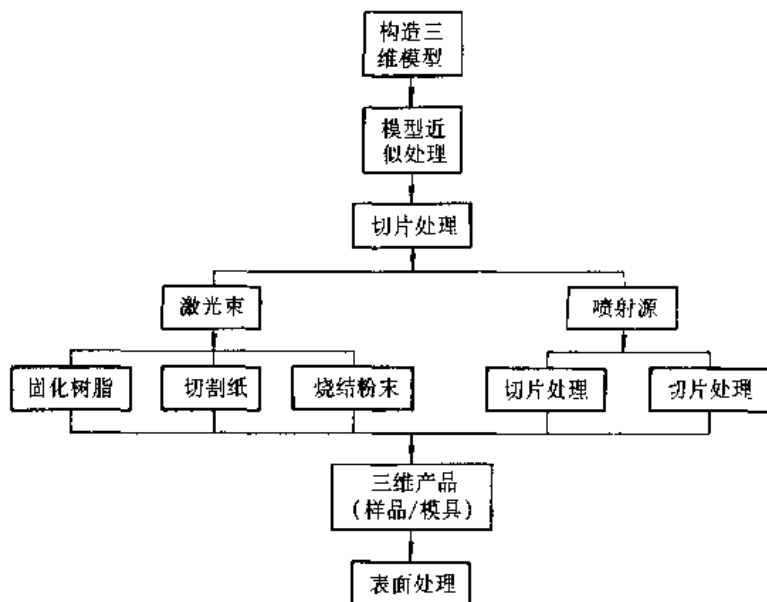 构造三
维模型
模型近
似处理
切片处理
激光束
喷射源
固化树脂
切割纸
烧结粉末
切片处理
切片处理
三维产品
(样品/模具)
表面处理